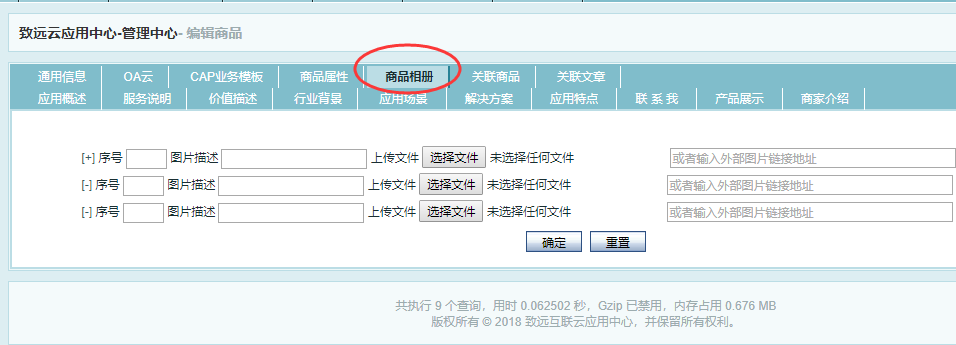 致远云应用中心-管理中心- 编辑商品
通用信息 OA云 CAP业务模板 商品属性 商品相册 关联商品 关联文章
应用概述 服务说明 价值描述 行业背景 应用场景 解决方案 应用特点 联 系 我 产品展示 商家介绍
[+] 序号 图片描述 上传文件 选择文件 未选择任何文件 或者输入外部图片链接地址
[-] 序号 图片描述 上传文件 选择文件 未选择任何文件 或者输入外部图片链接地址
[-] 序号 图片描述 上传文件 选择文件 未选择任何文件 或者输入外部图片链接地址
确定 重置
共执行 9 个查询，用时 0.062502 秒，Gzip 已禁用，内存占用 0.676 MB
版权所有 © 2018 致远互联云应用中心，并保留所有权利。